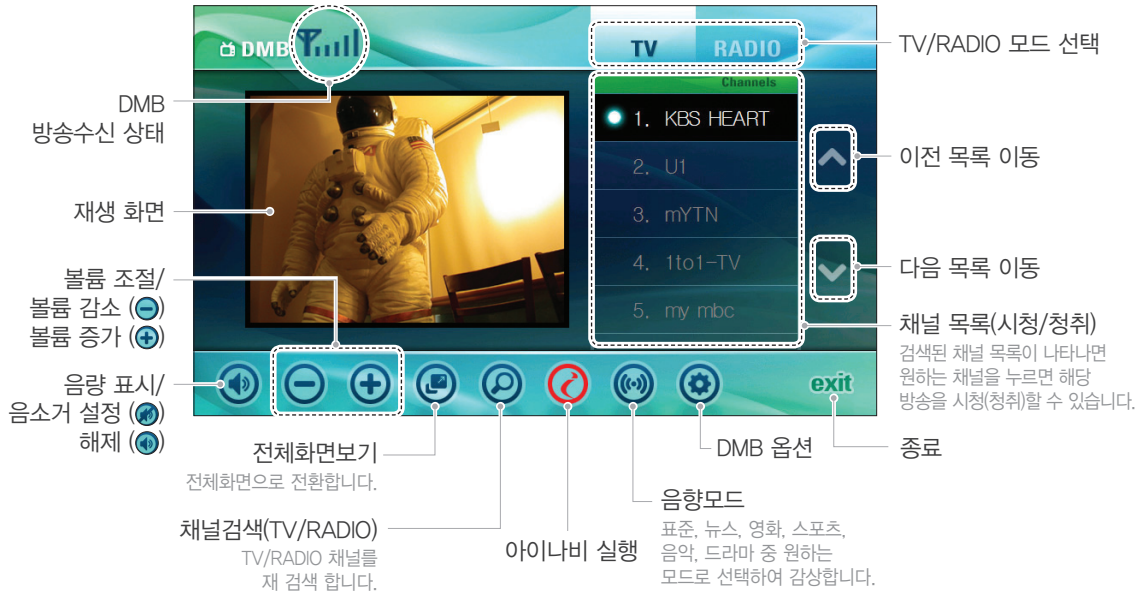 DMB
TV
RADIO
TV/RADIO 모드 선택
Channels
1. KBS HEART
2. U1
3. mYTN
4. 1to1-TV
5. my mbc
DMB
방송수신 상태
재생 화면
볼륨 조절/
볼륨 감소 (-)
볼륨 증가 (+)
음량 표시/
음소거 설정 ( )
해제 ( )
이전 목록 이동
다음 목록 이동
채널 목록(시청/청취)
검색된 채널 목록이 나타나면
원하는 채널을 누르면 해당
방송을 시청(청취)할 수 있습니다.
exit
전체화면보기
전체화면으로 전환합니다.
채널검색(TV/RADIO)
TV/RADIO 채널를
재 검색 합니다.
아이나비 실행
음향모드
표준, 뉴스, 영화, 스포츠,
음악, 드라마 중 원하는
모드로 선택하여 감상합니다.
DMB 옵션
종료